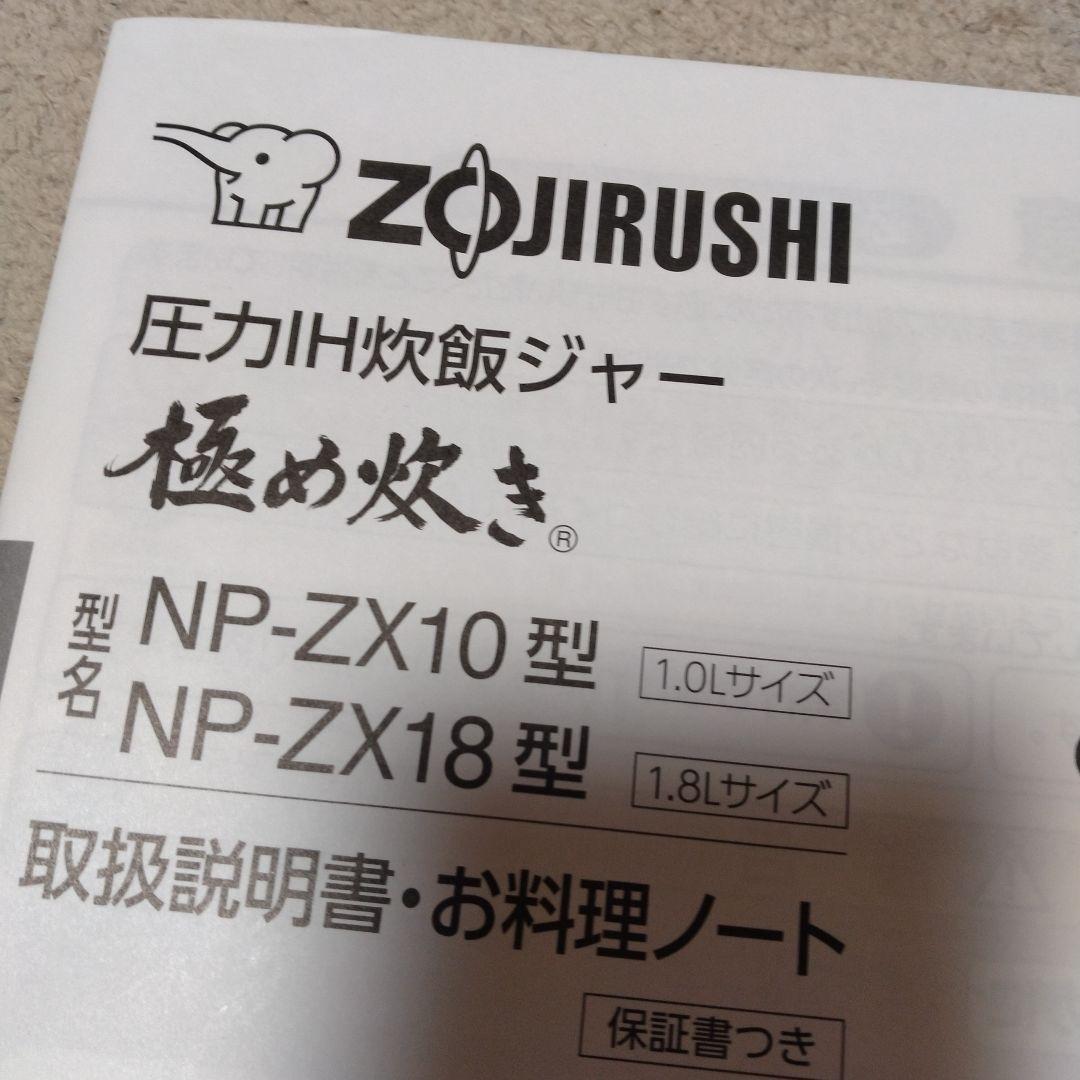 ZOJIRUSHI
圧力IH炊飯ジャー
極め炊き®
型名
NP-ZX10型 1.0Lサイズ
NP-ZX18型 1.8Lサイズ
取扱説明書・お料理ノート
保証書つき